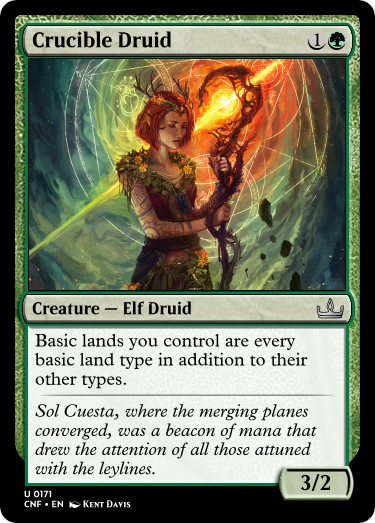 Crucible Druid 1
Creature — Elf Druid
Basic lands you control are every
basic land type in addition to their
other types.
Sol Cuesta, where the merging planes
converged, was a beacon of mana that
drew the attention of all those attuned
with the leylines.
3/2
U 0171
CNF • EN Kent Davis